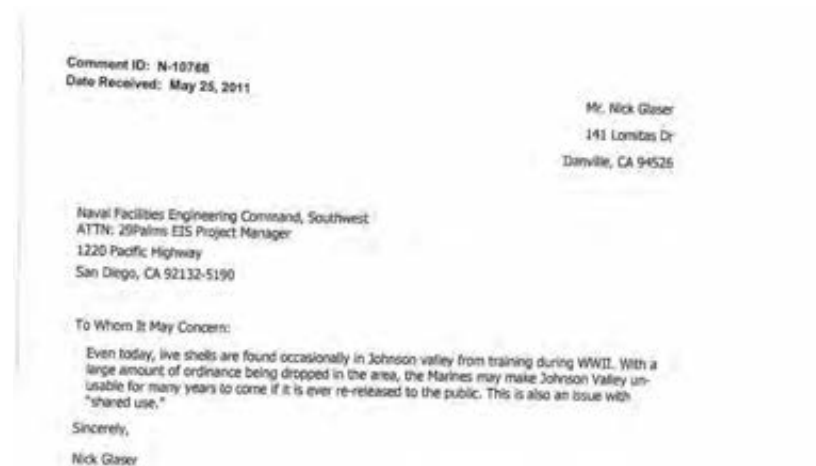 Comment ID: N-10768
Date Received: May 25, 2011
Mr. Nick Glaser
141 Lomitas Dr
Danville, CA 94526
Naval Facilities Engineering Command, Southwest
ATTN: 29Palms EIS Project Manager
1220 Pacific Highway
San Diego, CA 92132-5190
To Whom It May Concern:
Even today, live shells are found occasionally in Johnson valley from training during WWII. With a
large amount of ordinance being dropped in the area, the Marines may make Johnson Valley un-
usable for many years to come if it is ever re-released to the public. This is also an issue with
"shared use."
Sincerely,
Nick Glaser